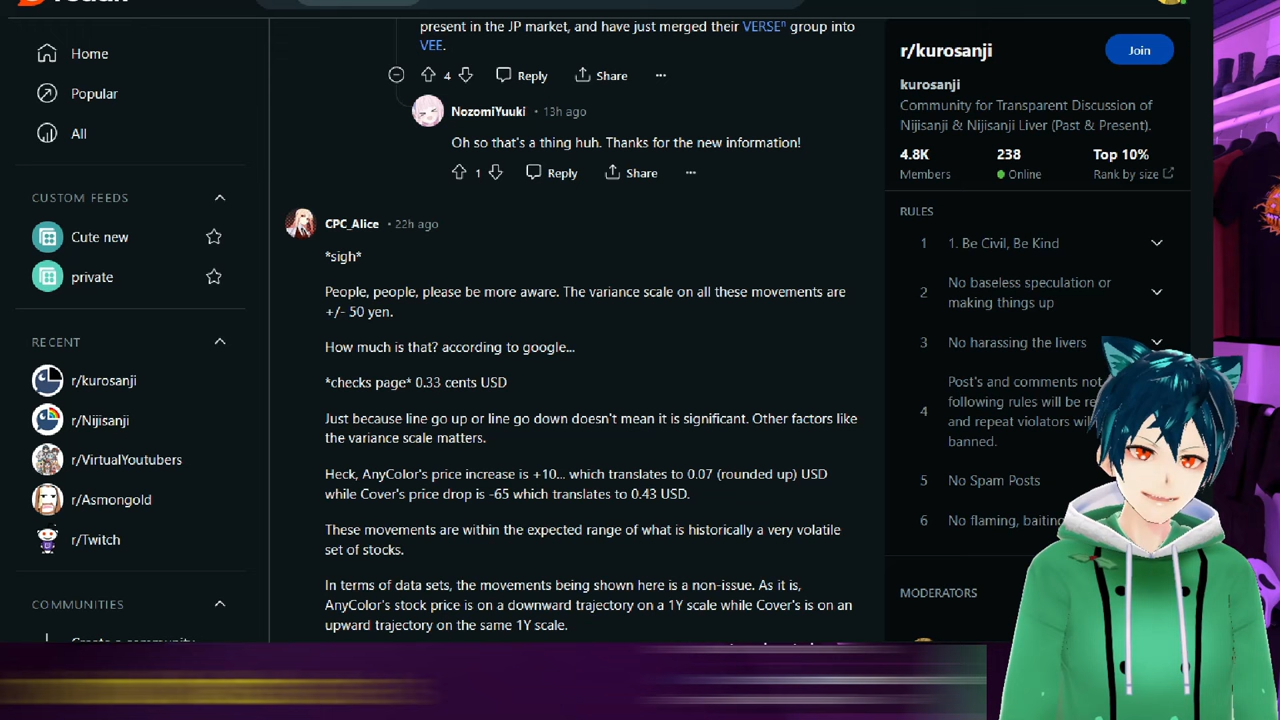 present in the JP market, and have just merged their VERSEⁿ group into
VEE.
4
Reply
Share
NozomiYuuki • 13h ago
Oh so that's a thing huh. Thanks for the new information!
1
Reply
Share
CPC_Alice • 22h ago
*sigh*
People, people, please be more aware. The variance scale on all these movements are
+/- 50 yen.
How much is that? according to google...
*checks page* 0.33 cents USD
Just because line go up or line go down doesn't mean it is significant. Other factors like
the variance scale matters.
Heck, AnyColor's price increase is +10... which translates to 0.07 (rounded up) USD
while Cover's price drop is -65 which translates to 0.43 USD.
These movements are within the expected range of what is historically a very volatile
set of stocks.
In terms of data sets, the movements being shown here is a non-issue. As it is,
AnyColor's stock price is on a downward trajectory on a 1Y scale while Cover's is on an
upward trajectory on the same 1Y scale.
Home
Popular
All
CUSTOM FEEDS
Cute new
private
RECENT
r/kurosanji
r/Nijisanji
r/VirtualYoutubers
r/Asmongold
r/Twitch
COMMUNITIES
Create a community
r/kurosanji
Join
kurosanji
Community for Transparent Discussion of
Nijisanji & Nijisanji Liver (Past & Present).
4.8K
238
Top 10%
Members
Online
Rank by size
RULES
1
1. Be Civil, Be Kind
2
No baseless speculation or
making things up
3
No harassing the livers
4
Post's and comments not
following rules will be re
and repeat violators wil
banned.
5
No Spam Posts
6
No flaming, baiting
MODERATORS